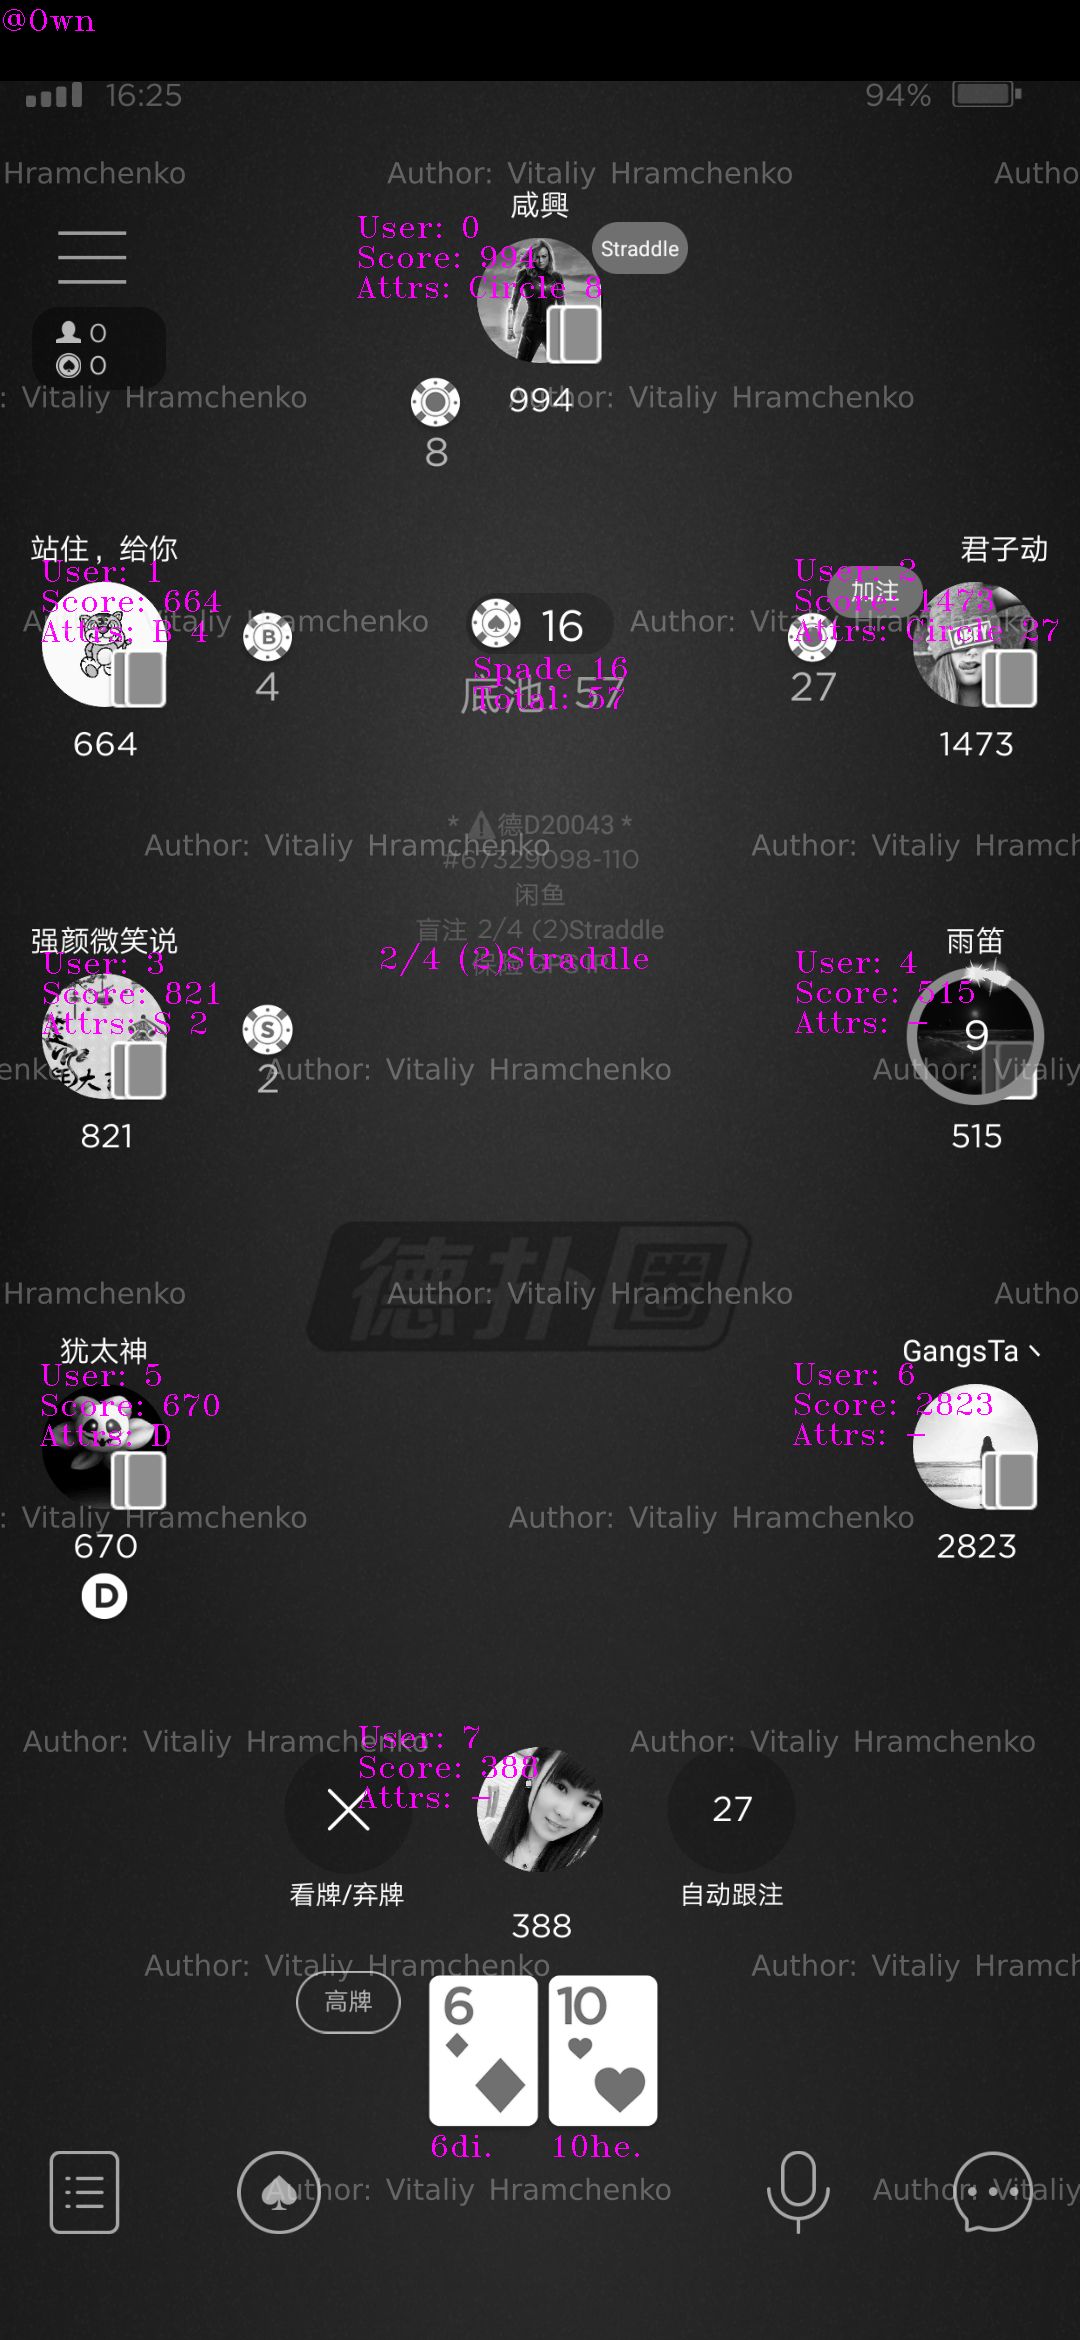 @Own
16:25
94%
Hramchenko
Author: Vitaliy Hramchenko
Autho
咸興
User: 0
Score: 994
Attrs: Circle 8
Straddle
0
0
: Vitaliy Hramchenko
Author: Vitaliy Hramchenko
994
8
站住，给你
User: 1
Score: 664
Attrs: B 4
B
4
664
16
Spade 16
底池: 57
Total: 57
君子动
User: 2
加注
Score: 1473
Attrs: Circle 27
27
1473
Author: Vitaliy Hramchenko
Author: Vitaliy Hramchenko
* 德D20043 *
Author: Vitaliy Hramchenko
Author: Vitaliy Hramc
#67329098-110
闲鱼
盲注 2/4 (2)Straddle
2/4 (2)Straddle
保险 GPS IP
强颜微笑说
User: 3
Score: 821
Attrs: S 2
S
2
821
雨笛
User: 4
Score: 515
Attrs: -
9
515
enko
Author: Vitaliy Hramchenko
Author: Vitaliy
德扑圈
Hramchenko
Author: Vitaliy Hramchenko
Autho
犹太神
User: 5
Score: 670
Attrs: D
670
D
GangsTa丶
User: 6
Score: 2823
Attrs: -
2823
: Vitaliy Hramchenko
Author: Vitaliy Hramchenko
Author: Vitaliy Hramchenko
Author: Vitaliy Hramchenko
User: 7
Score: 388
Attrs: -
27
看牌/弃牌
自动跟注
388
Author: Vitaliy Hramchenko
Author: Vitaliy Hramc
高牌
6
10
6di.
10he.
Author: Vitaliy Hramchenko
Author: Vitaliy